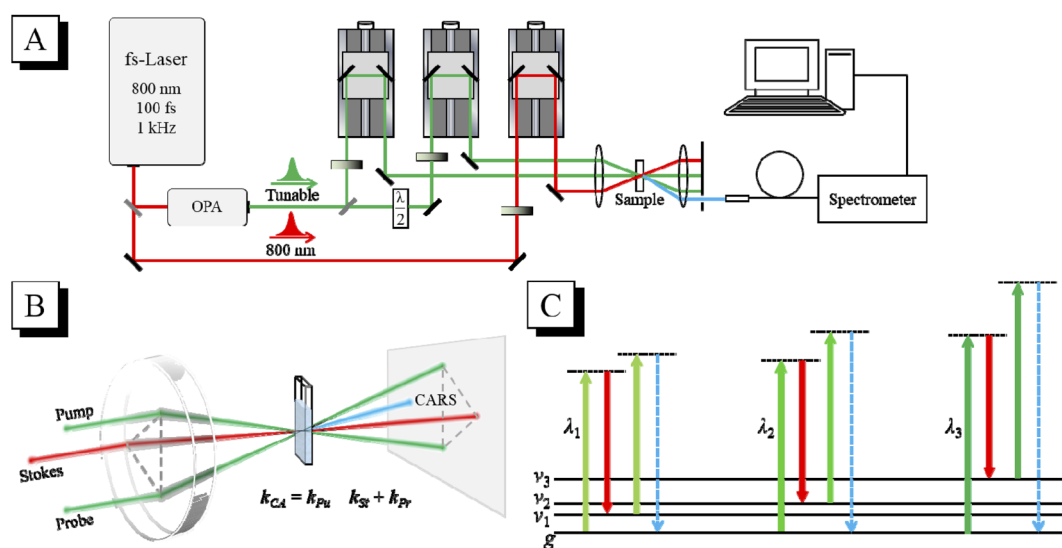 A
fs-Laser
800 nm
100 fs
1 kHz
OPA
Tunable
800 nm
λ
2
Sample
Spectrometer
B
Pump
Stokes
Probe
CARS
k_CA = k_Pu k_St + k_Pr
C
λ₁
λ₂
λ₃
ν₃
ν₂
ν₁
g